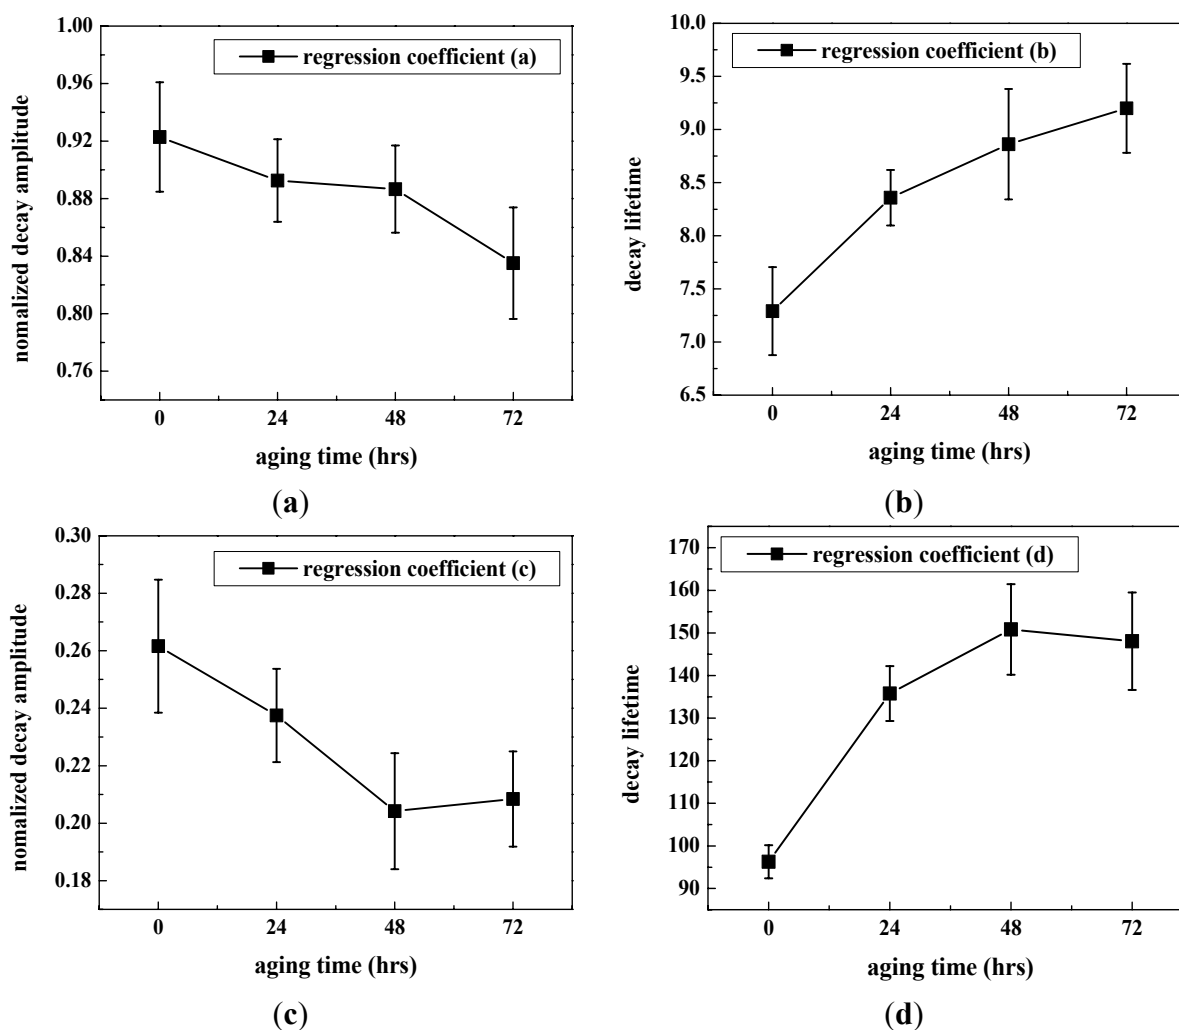 1.00
0.96
0.92
0.88
0.84
0.80
0.76
nomalized decay amplitude
regression coefficient (a)
0 24 48 72
aging time (hrs)
(a)
10.0
9.5
9.0
8.5
8.0
7.5
7.0
6.5
decay lifetime
regression coefficient (b)
0 24 48 72
aging time (hrs)
(b)
0.30
0.28
0.26
0.24
0.22
0.20
0.18
nomalized decay amplitude
regression coefficient (c)
0 24 48 72
aging time (hrs)
(c)
170
160
150
140
130
120
110
100
90
decay lifetime
regression coefficient (d)
0 24 48 72
aging time (hrs)
(d)